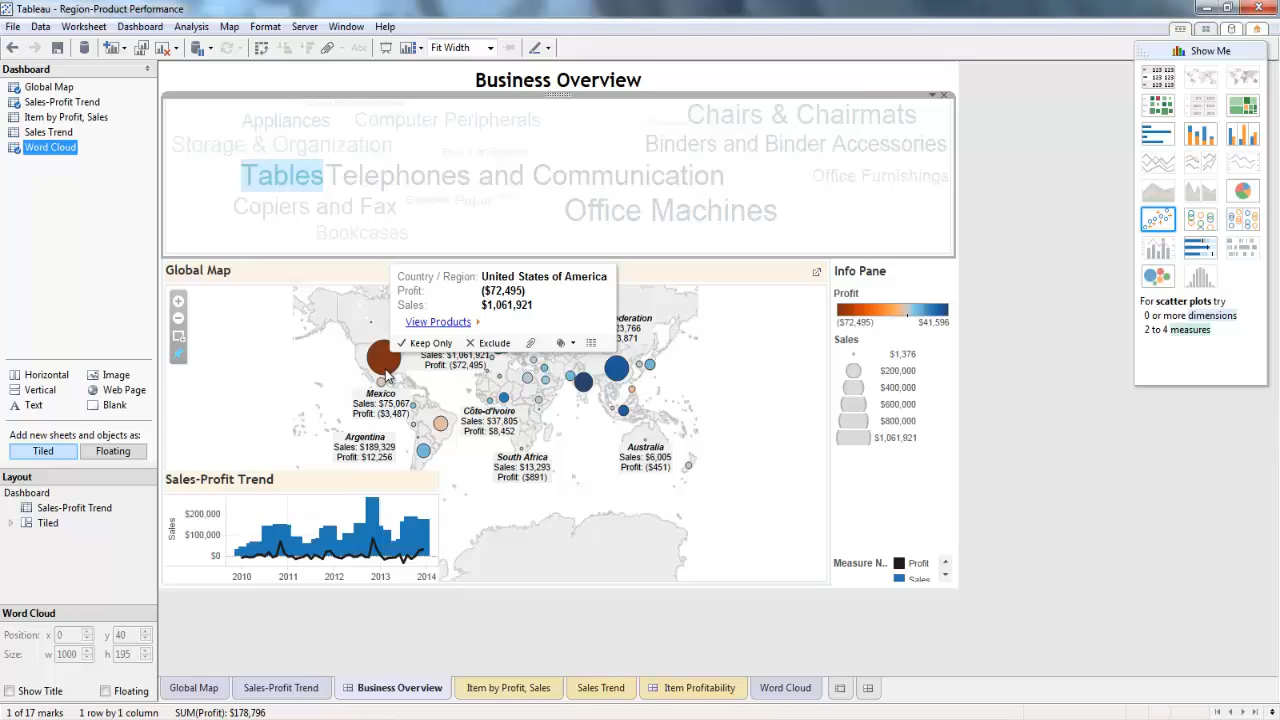 Tableau - Region-Product Performance
File Data Worksheet Dashboard Analysis Map Format Server Window Help
Abc
Fit Width
Dashboard
Global Map
Sales-Profit Trend
Item by Profit, Sales
Sales Trend
Word Cloud
Horizontal Image
Vertical Web Page
Text Blank
Add new sheets and objects as:
Tiled Floating
Layout
Dashboard
Sales-Profit Trend
Tiled
Word Cloud
Position: x 0 y 40
Size: w 1000 h 195
Show Title Floating
Business Overview
Appliances Computer Peripherals Chairs & Chairmats
Storage & Organization Binders and Binder Accessories
Tables Telephones and Communication Office Furnishings
Copiers and Fax Paper Office Machines
Bookcases
Global Map
Country / Region: United States of America
Profit: ($72,495)
Sales: $1,061,921
View Products
Keep Only Exclude
Sales: $1,061,921
Profit: ($72,495)
Mexico
Sales: $75,067
Profit: ($3,487)
Argentina
Sales: $189,329
Profit: $12,256
Côte-d'Ivoire
Sales: $37,805
Profit: $8,452
South Africa
Sales: $13,293
Profit: ($891)
Australia
Sales: $6,005
Profit: ($451)
Sales-Profit Trend
Sales
$200,000
$100,000
$0
2010 2011 2012 2013 2014
Info Pane
Profit
($72,495) $41,596
Sales
$1,376
$200,000
$400,000
$600,000
$800,000
$1,061,921
Measure N.. Profit
Sales
Show Me
123 123
123 123
For scatter plots try
0 or more dimensions
2 to 4 measures
Global Map Sales-Profit Trend Business Overview Item by Profit, Sales Sales Trend Item Profitability Word Cloud
1 of 17 marks 1 row by 1 column SUM(Profit): $178,796